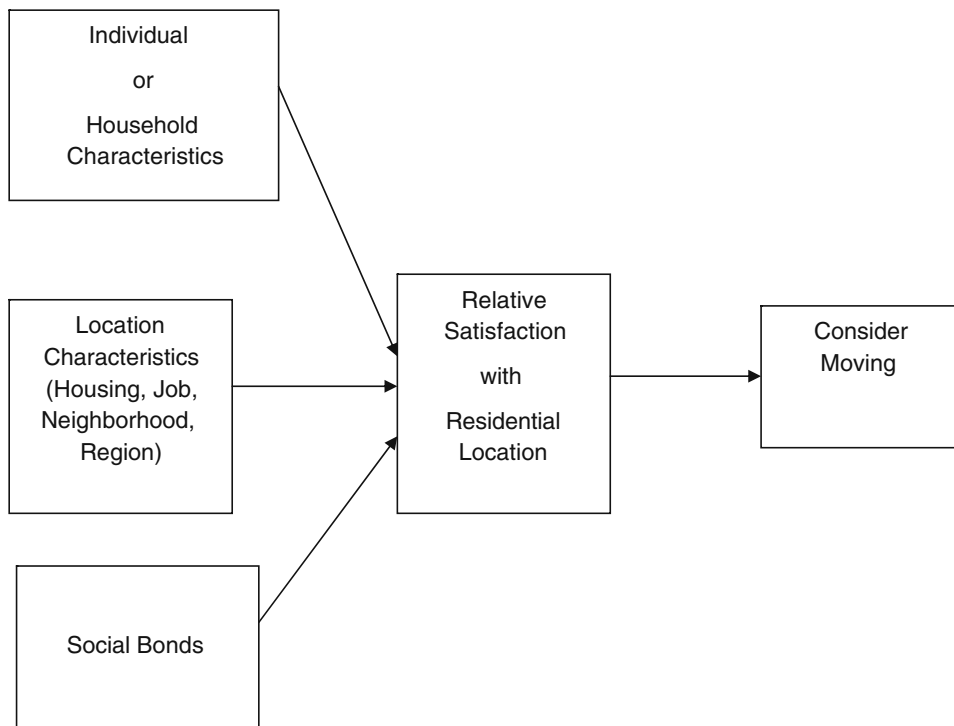 Individual
or
Household
Characteristics
Location
Characteristics
(Housing, Job,
Neighborhood,
Region)
Social Bonds
Relative
Satisfaction
with
Residential
Location
Consider
Moving